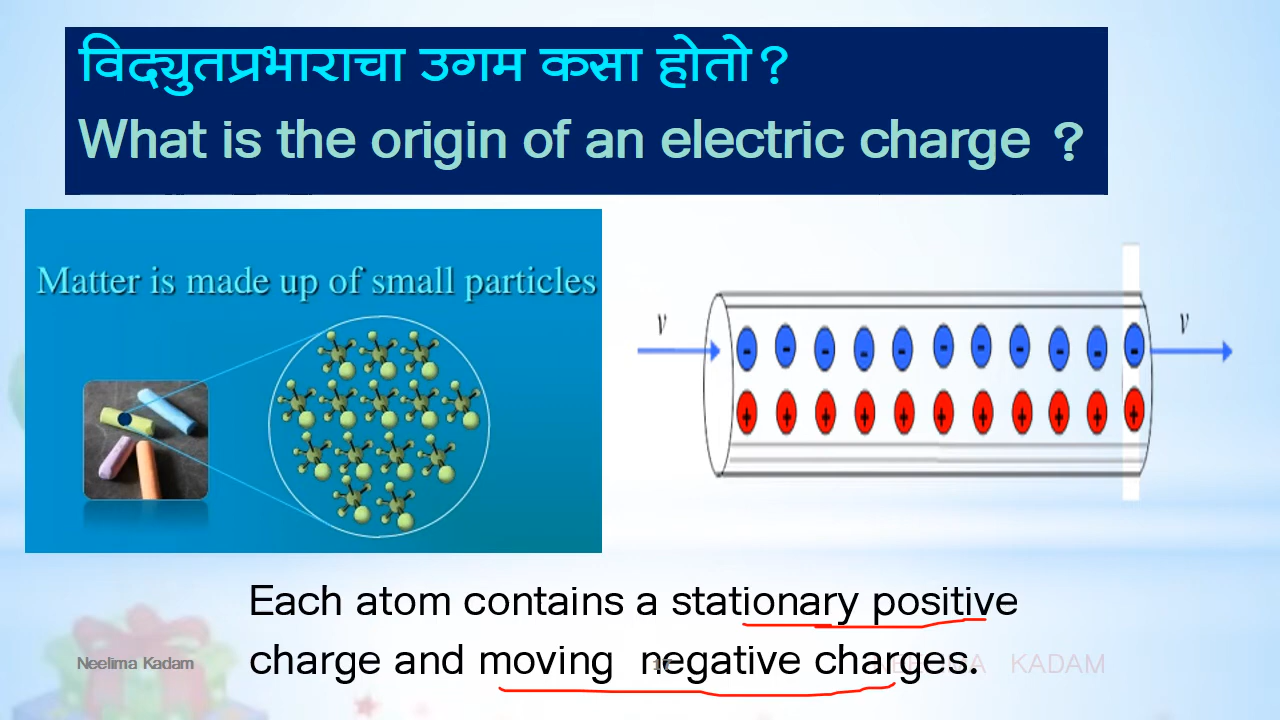 विद्युतप्रभाराचा उगम कसा होतो?
What is the origin of an electric charge ?
Matter is made up of small particles
v
v
- - - - - - - - - - -
+ + + + + + + + + + +
Each atom contains a stationary positive
charge and moving negative charges.
Neelima Kadam
KADAM